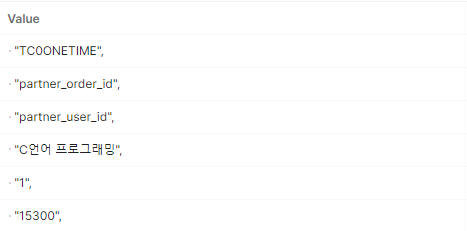 Value
"TC0ONETIME",
"partner_order_id",
"partner_user_id",
"C언어 프로그래밍",
"1",
"15300",